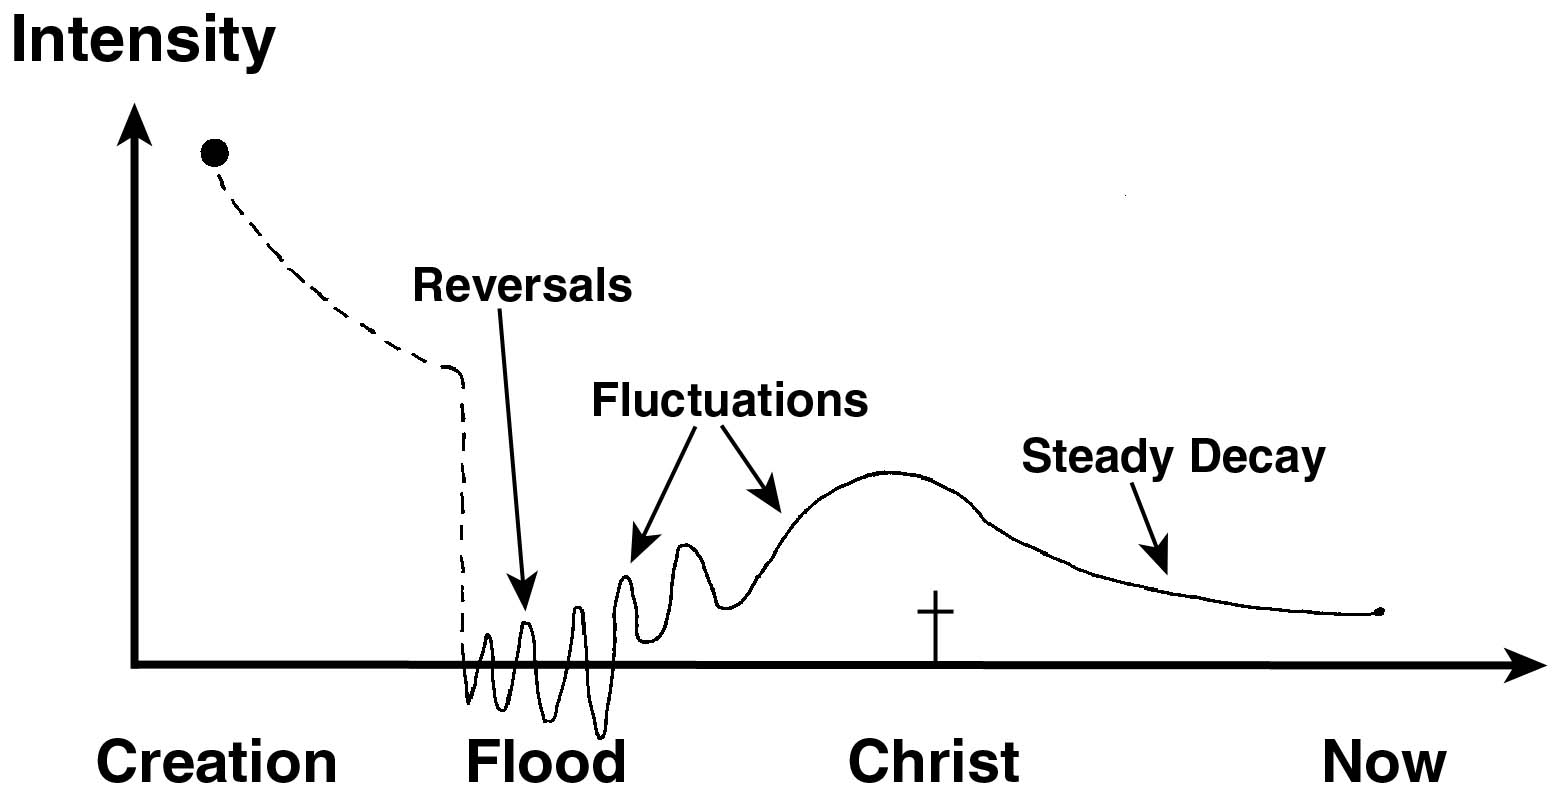 Intensity
Reversals
Fluctuations
Steady Decay
Creation
Flood
Christ
Now